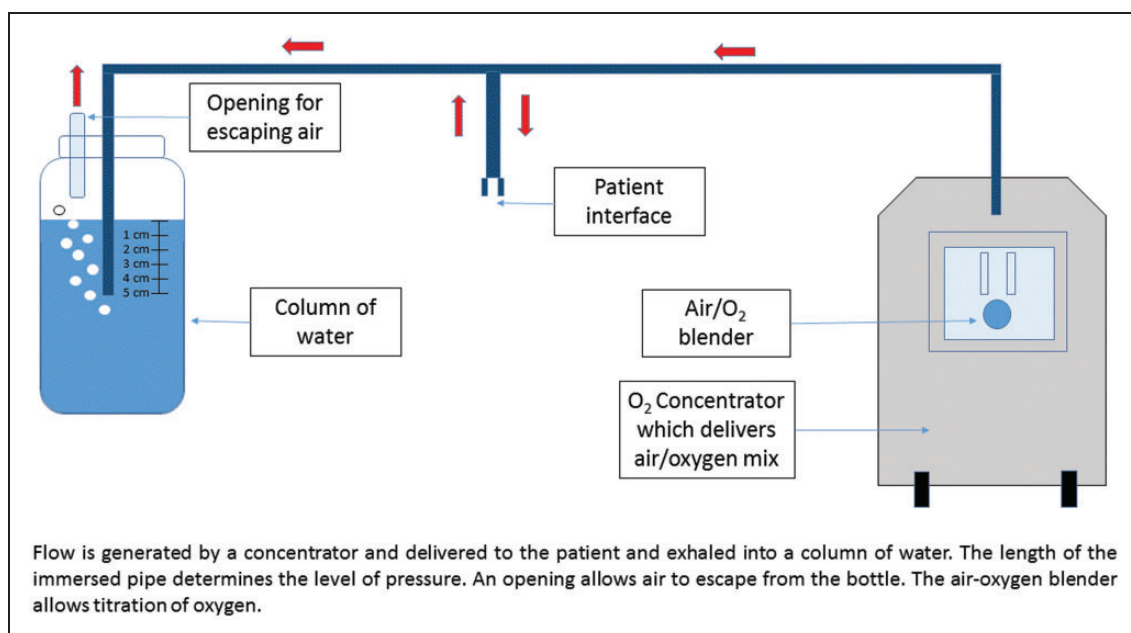 Opening for
escaping air
Patient
interface
1 cm
2 cm
3 cm
4 cm
5 cm
Column of
water
Air/O₂
blender
O₂ Concentrator
which delivers
air/oxygen mix
Flow is generated by a concentrator and delivered to the patient and exhaled into a column of water. The length of the
immersed pipe determines the level of pressure. An opening allows air to escape from the bottle. The air-oxygen blender
allows titration of oxygen.